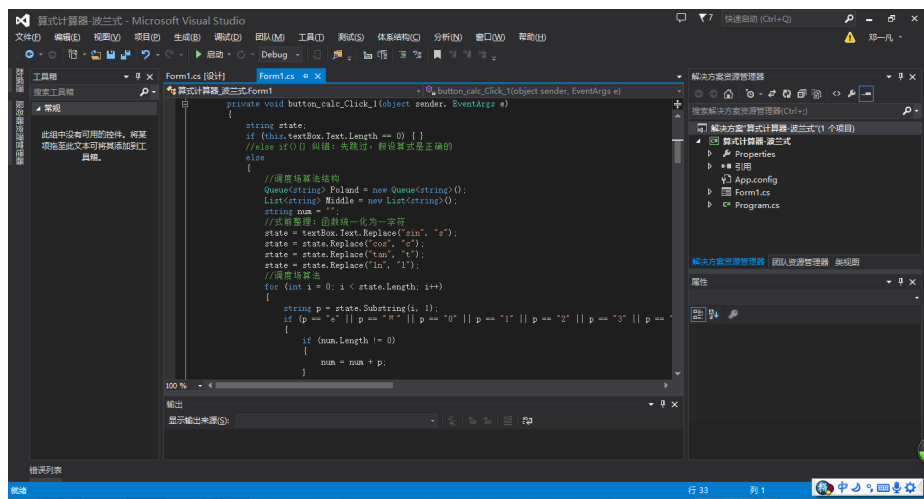 算式计算器-波兰式 - Microsoft Visual Studio
7
快速启动 (Ctrl+Q)
文件(F) 编辑(E) 视图(V) 项目(P) 生成(B) 调试(D) 团队(M) 工具(T) 测试(S) 体系结构(C) 分析(N) 窗口(W) 帮助(H)
邓一凡
启动 Debug
工具箱
搜索工具箱
常规
此组中没有可用的控件。将某
项拖至此文本可将其添加到工
具箱。
Form1.cs [设计] Form1.cs
算式计算器_波兰式.Form1
button_calc_Click_1(object sender, EventArgs e)
private void button_calc_Click_1(object sender, EventArgs e)
{
string state;
if (this.textBox.Text.Length == 0) { }
//else if(){} 纠错：先跳过，假设算式是正确的
else
{
//调度场算法结构
Queue<string> Poland = new Queue<string>();
List<string> Middle = new List<string>();
string num = "";
//式前整理：函数统一化为一字符
state = textBox.Text.Replace("sin", "s");
state = state.Replace("cos", "c");
state = state.Replace("tan", "t");
state = state.Replace("ln", "l");
//调度场算法
for (int i = 0; i < state.Length; i++)
{
string p = state.Substring(i, 1);
if (p == "e" || p == "π" || p == "0" || p == "1" || p == "2" || p == "3" || p == "
{
if (num.Length != 0)
{
num = num + p;
}
100 %
输出
显示输出来源(S):
错误列表
解决方案资源管理器
搜索解决方案资源管理器(Ctrl+;)
解决方案"算式计算器-波兰式"(1 个项目)
算式计算器-波兰式
Properties
引用
App.config
Form1.cs
Program.cs
解决方案资源管理器 团队资源管理器 类视图
属性
就绪
行 33 列 1
中